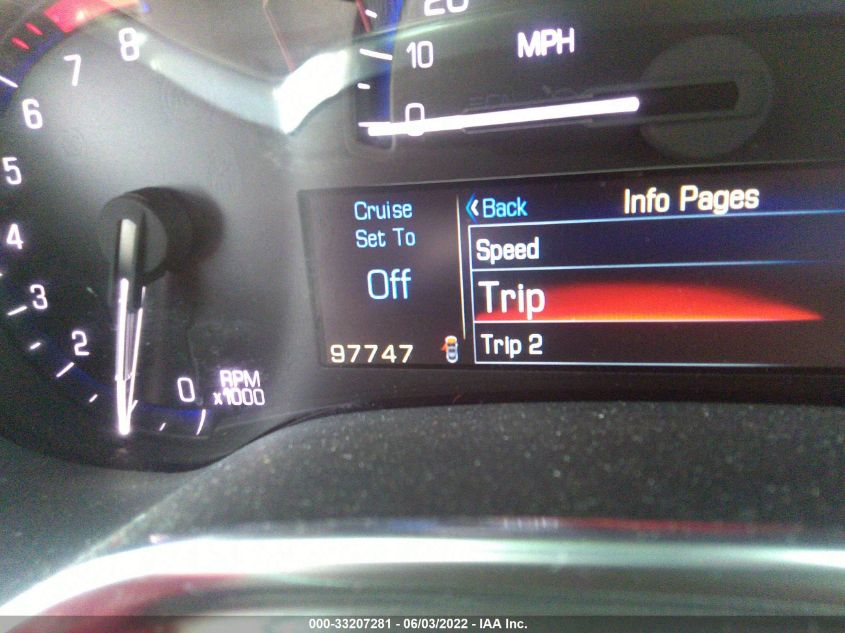 20
10
0
MPH
8
7
6
5
4
3
2
0
RPM
x1000
Cruise
Set To
Off
97747
Back
Info Pages
Speed
Trip
Trip 2
000-33207281 - 06/03/2022 - IAA Inc.